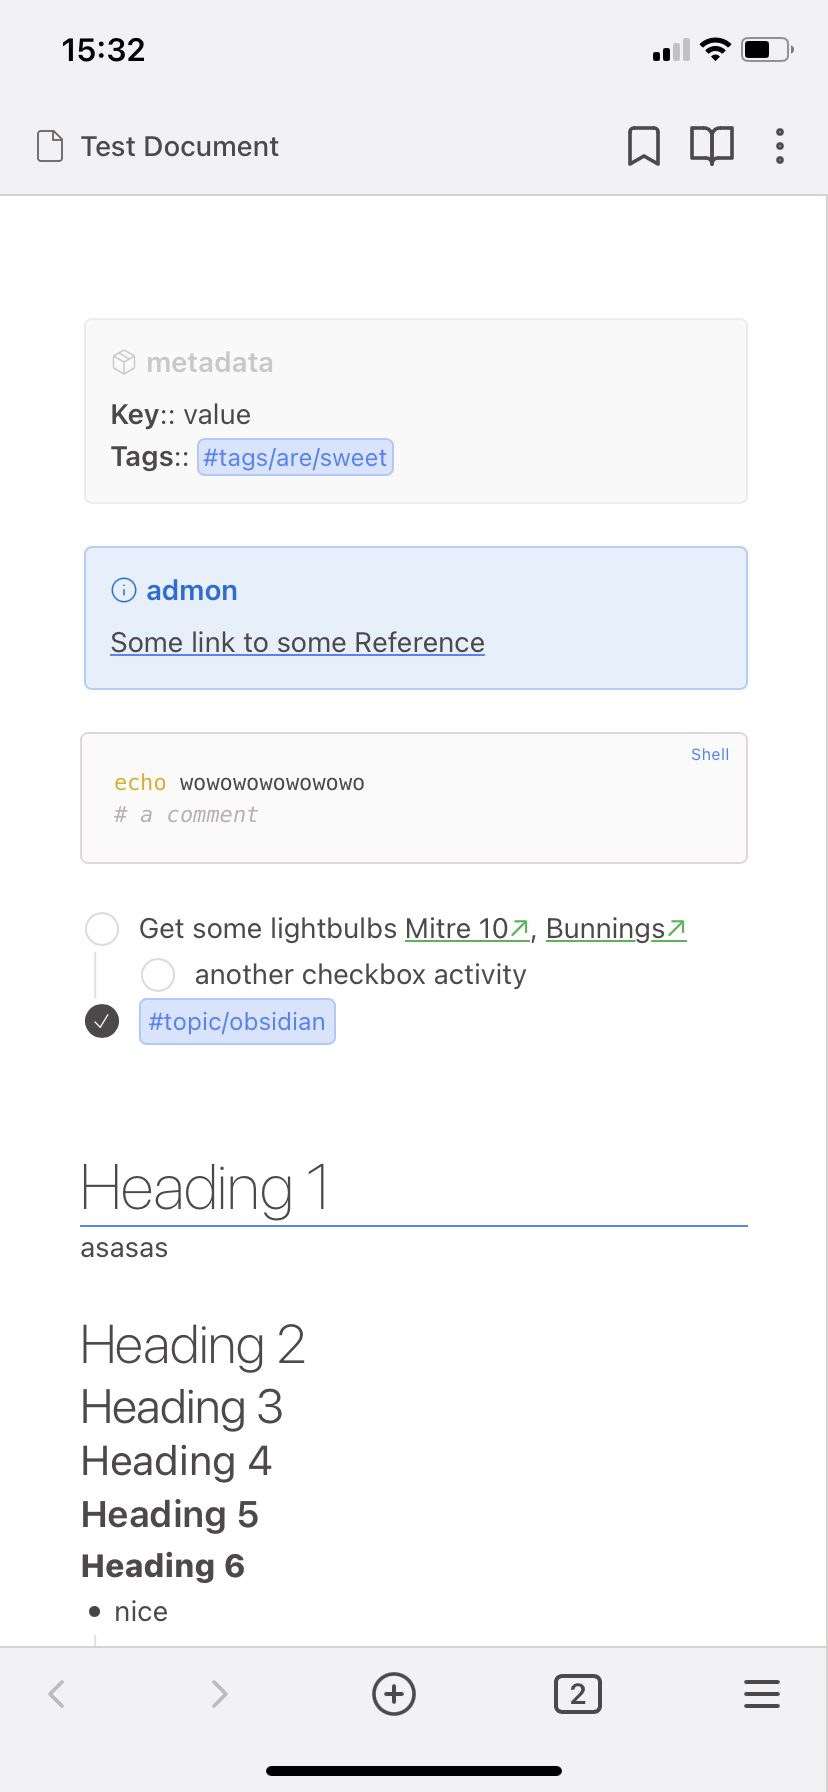 15:32
Test Document
metadata
Key:: value
Tags:: #tags/are/sweet
admon
Some link to some Reference
Shell
echo wowowowowowowo
# a comment
Get some lightbulbs Mitre 10, Bunnings
another checkbox activity
#topic/obsidian
Heading 1
asasas
Heading 2
Heading 3
Heading 4
Heading 5
Heading 6
nice
2